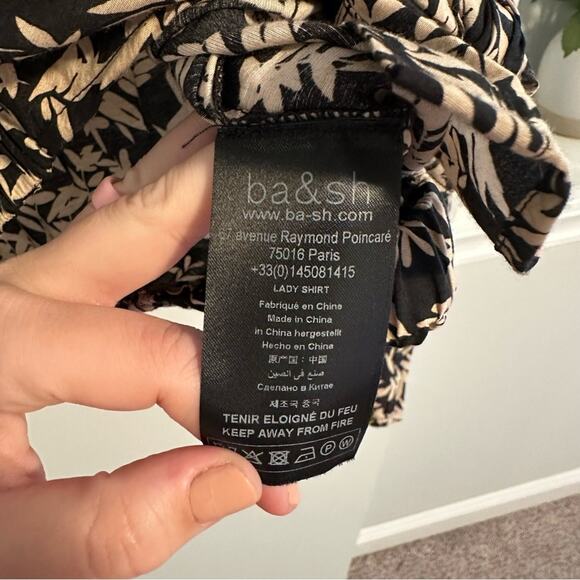 ba&sh
www.ba-sh.com
67 avenue Raymond Poincaré
75016 Paris
+33(0)145081415
LADY SHIRT
Fabriqué en Chine
Made in China
in China hergestellt
Hecho en China
原产国：中国
صنع في الصين
Сделано в Китае
제조국 중국
TENIR ELOIGNÉ DU FEU
KEEP AWAY FROM FIRE
P W